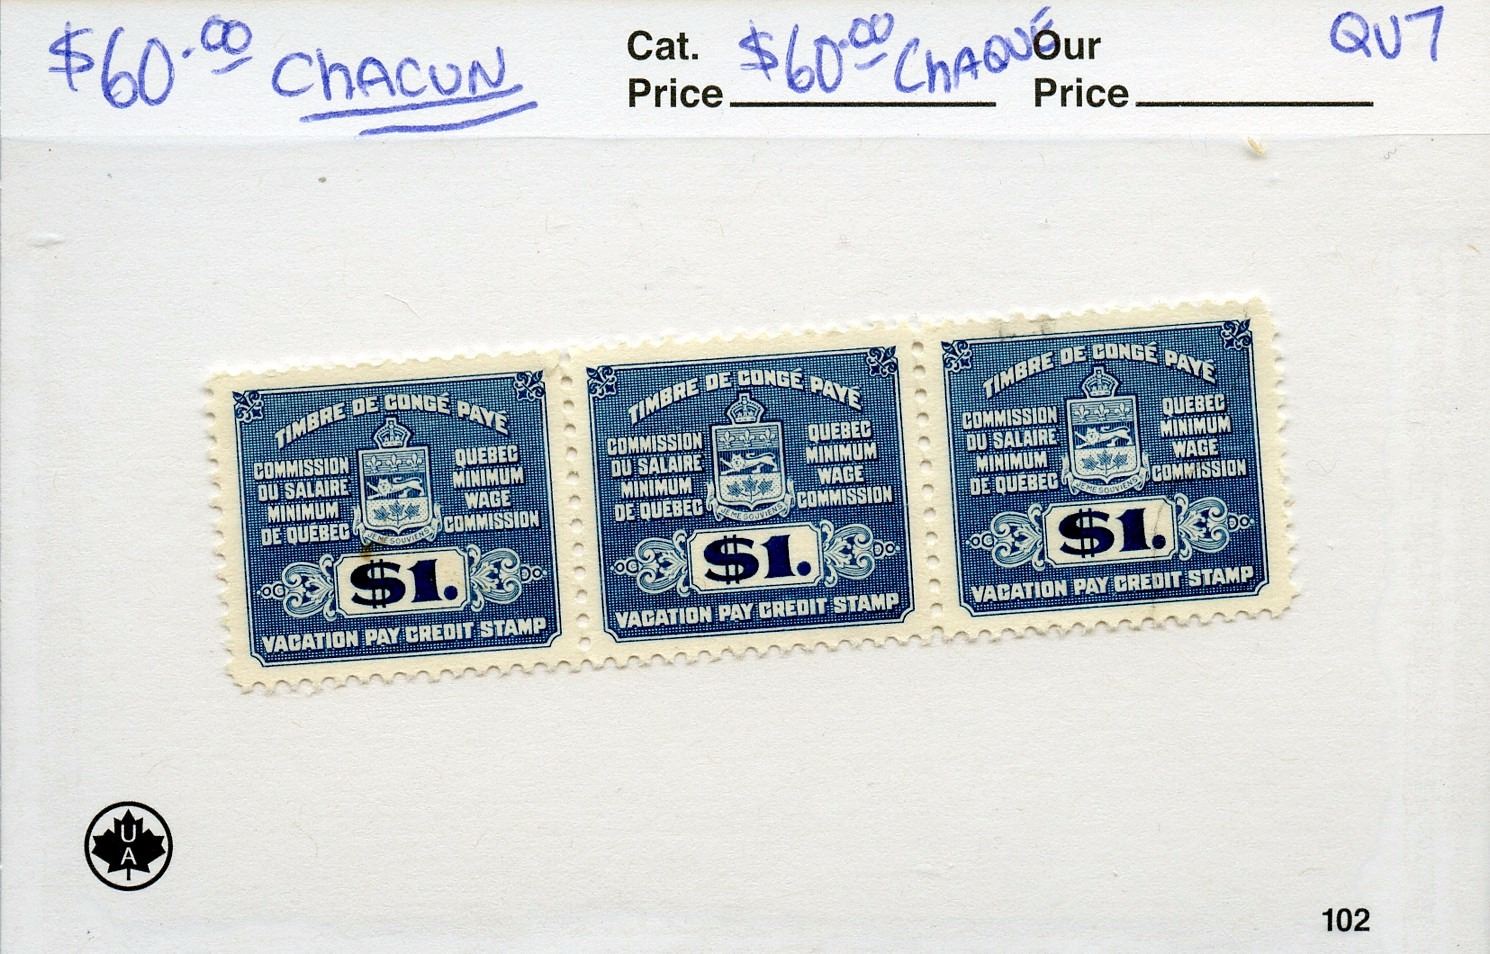 $60.00 ChACUN
Cat. Price $60.00 ChAQUÉ
Our Price
QU7
TIMBRE DE CONGÉ PAYÉ
COMMISSION DU SALAIRE MINIMUM DE QUÉBEC
QUEBEC MINIMUM WAGE COMMISSION
JE ME SOUVIENS
$1.
VACATION PAY CREDIT STAMP
TIMBRE DE CONGÉ PAYÉ
COMMISSION DU SALAIRE MINIMUM DE QUÉBEC
QUEBEC MINIMUM WAGE COMMISSION
JE ME SOUVIENS
$1.
VACATION PAY CREDIT STAMP
TIMBRE DE CONGÉ PAYÉ
COMMISSION DU SALAIRE MINIMUM DE QUÉBEC
QUEBEC MINIMUM WAGE COMMISSION
JE ME SOUVIENS
$1.
VACATION PAY CREDIT STAMP
U
A
102